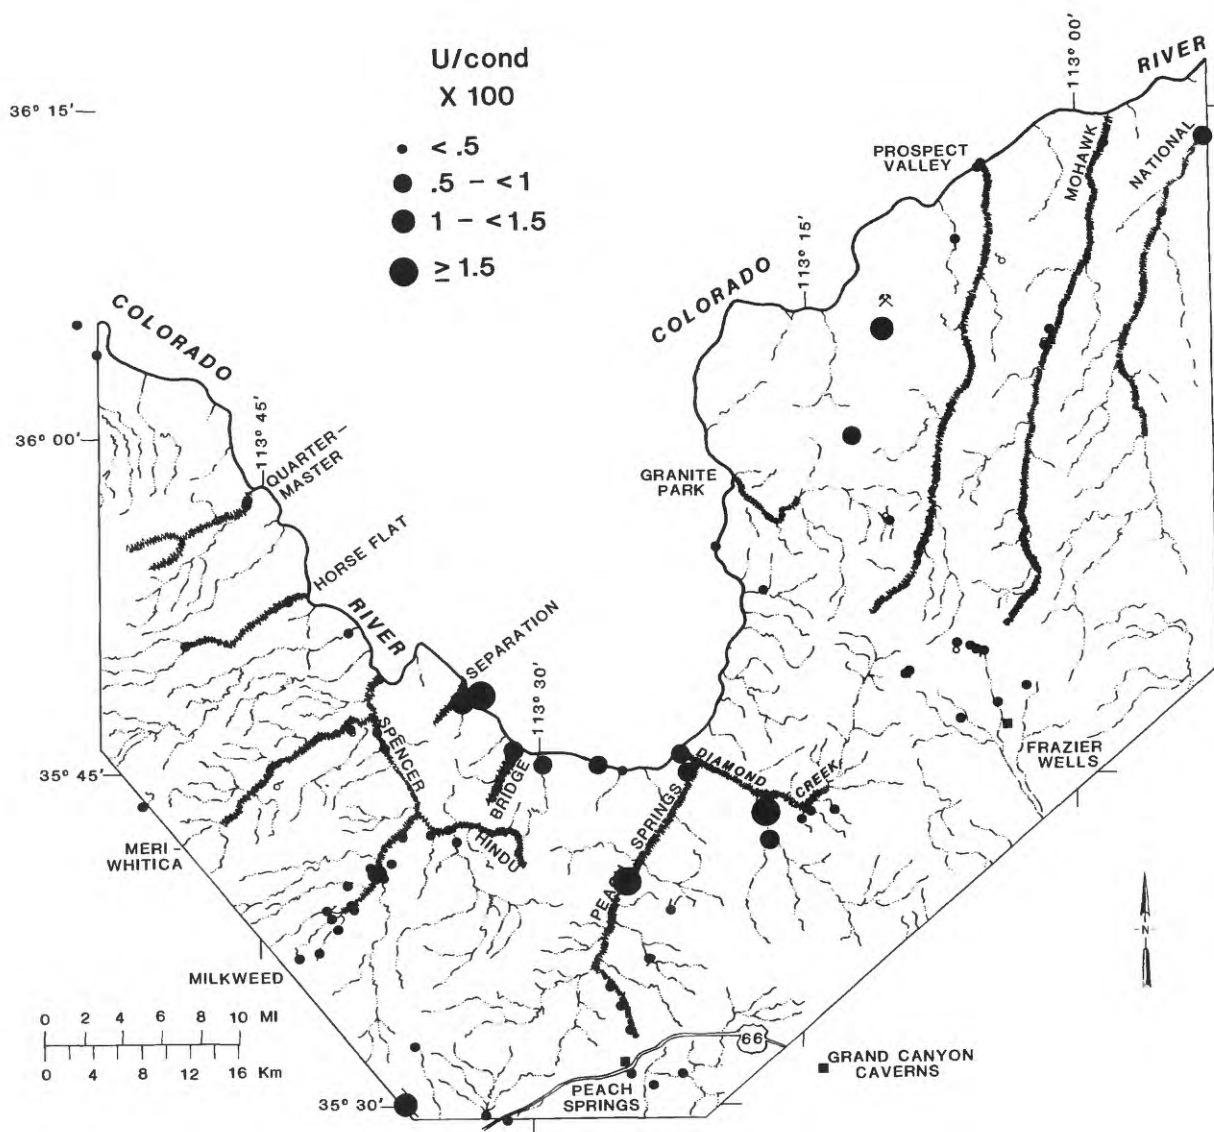 U/cond
X 100
< .5
.5 - <1
1 - <1.5
≥ 1.5
113° 00'
RIVER
36° 15'
PROSPECT
VALLEY
MOHAWK
NATIONAL
COLORADO
113° 15'
COLORADO
36° 00'
113° 45'
QUARTER-
MASTER
GRANITE
PARK
HORSE FLAT
RIVER
SEPARATION
113° 30'
SPENCER
FRAZIER
WELLS
35° 45'
BRIDGE
DIAMOND
CREEK
SPRINGS
HINDU
MERI-
WHITICA
PEACH
N
MILKWEED
0 2 4 6 8 10 MI
0 4 8 12 16 Km
66
GRAND CANYON
CAVERNS
PEACH
SPRINGS
35° 30'